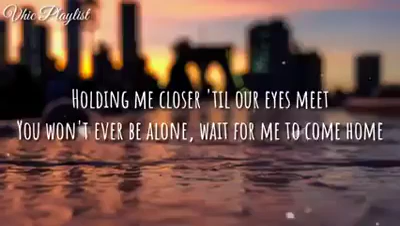 Vhic Playlist
HOLDING ME CLOSER 'TIL OUR EYES MEET
YOU WON'T EVER BE ALONE, WAIT FOR ME TO COME HOME